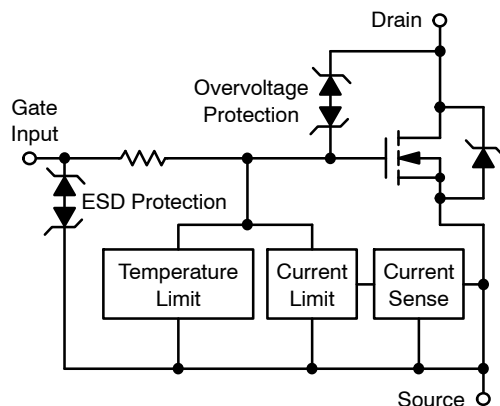 Drain
Overvoltage
Protection
Gate
Input
ESD Protection
Temperature
Limit
Current
Limit
Current
Sense
Source